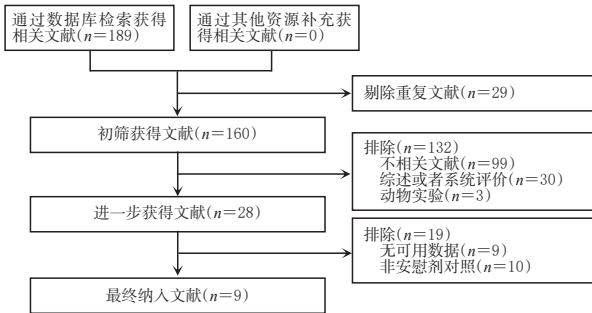 通过数据库检索获得
相关文献(n=189)
通过其他资源补充获
得相关文献(n=0)
剔除重复文献(n=29)
初筛获得文献(n=160)
排除(n=132)
不相关文献(n=99)
综述或者系统评价(n=30)
动物实验(n=3)
进一步获得文献(n=28)
排除(n=19)
无可用数据(n=9)
非安慰剂对照(n=10)
最终纳入文献(n=9)